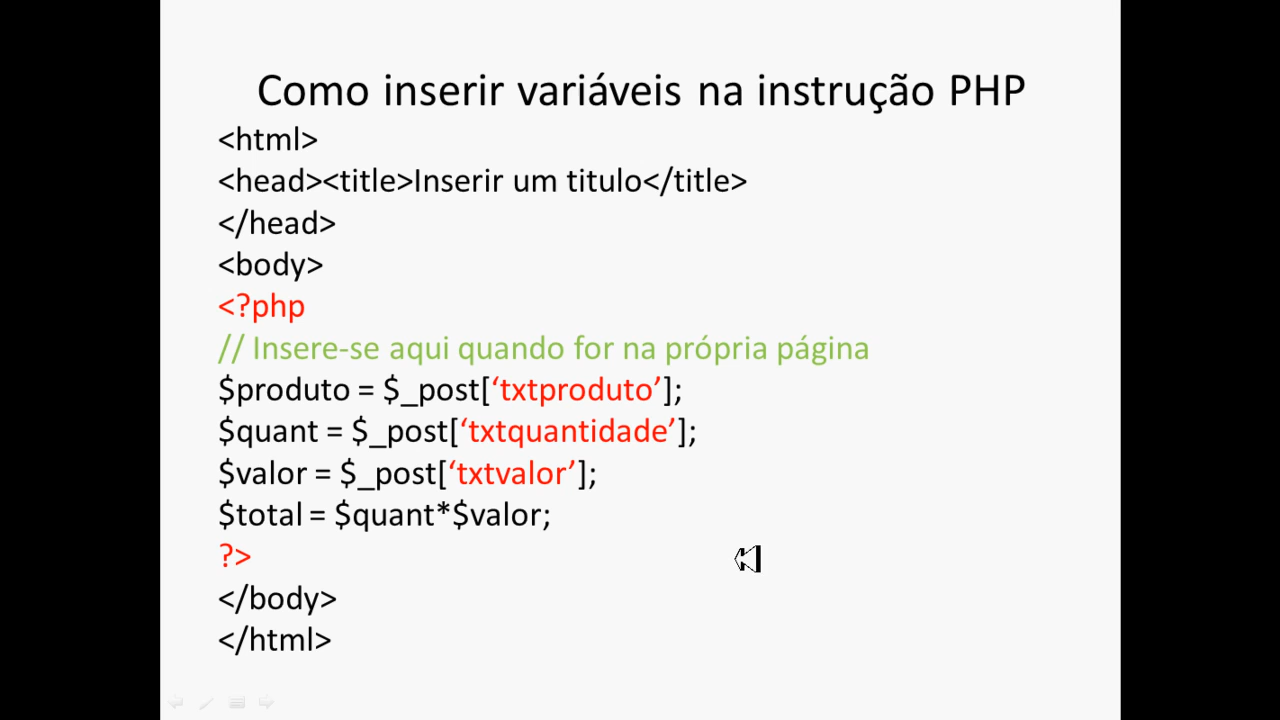 Como inserir variáveis na instrução PHP
<html>
<head><title>Inserir um titulo</title>
</head>
<body>
<?php
// Insere-se aqui quando for na própria página
$produto = $_post[‘txtproduto’];
$quant = $_post[‘txtquantidade’];
$valor = $_post[‘txtvalor’];
$total = $quant*$valor;
?>
</body>
</html>